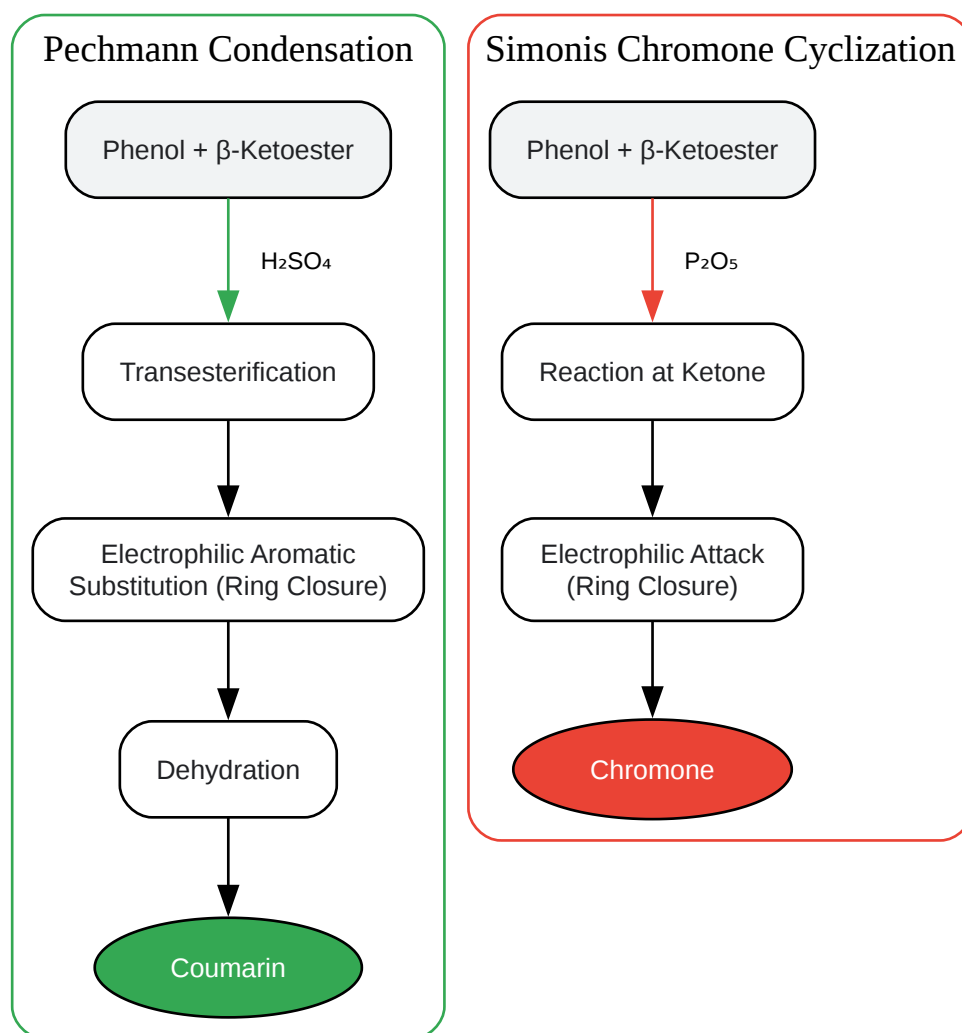 Pechmann Condensation
Phenol + β-Ketoester
H₂SO₄
Transesterification
Electrophilic Aromatic
Substitution (Ring Closure)
Dehydration
Coumarin
Simonis Chromone Cyclization
Phenol + β-Ketoester
P₂O₅
Reaction at Ketone
Electrophilic Attack
(Ring Closure)
Chromone